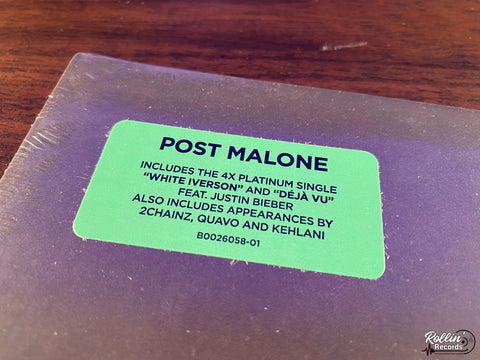 POST MALONE
INCLUDES THE 4X PLATINUM SINGLE
“WHITE IVERSON” AND “DÉJÀ VU”
FEAT. JUSTIN BIEBER
ALSO INCLUDES APPEARANCES BY
2CHAINZ, QUAVO AND KEHLANI
B0026058-01
Rollin'
Records